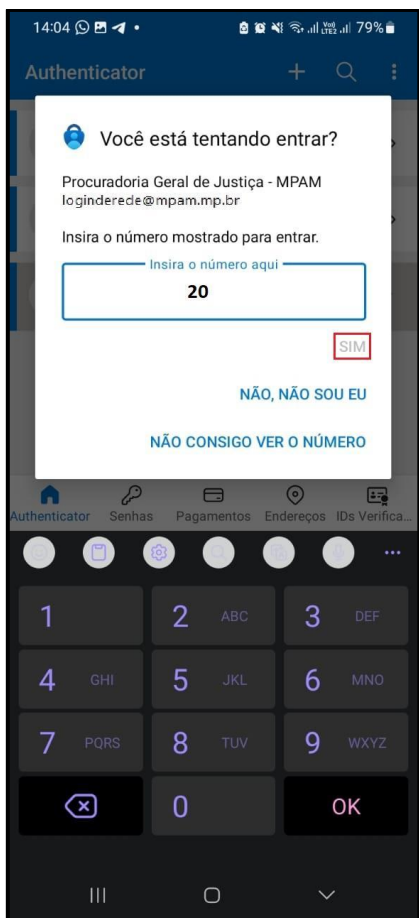 14:04 79%
Authenticator
Você está tentando entrar?
Procuradoria Geral de Justiça - MPAM
loginderede@mpam.mp.br
Insira o número mostrado para entrar.
Insira o número aqui
20
SIM
NÃO, NÃO SOU EU
NÃO CONSIGO VER O NÚMERO
Authenticator Senhas Pagamentos Endereços IDs Verifica...
1 2 ABC 3 DEF
4 GHI 5 JKL 6 MNO
7 PQRS 8 TUV 9 WXYZ
0 OK